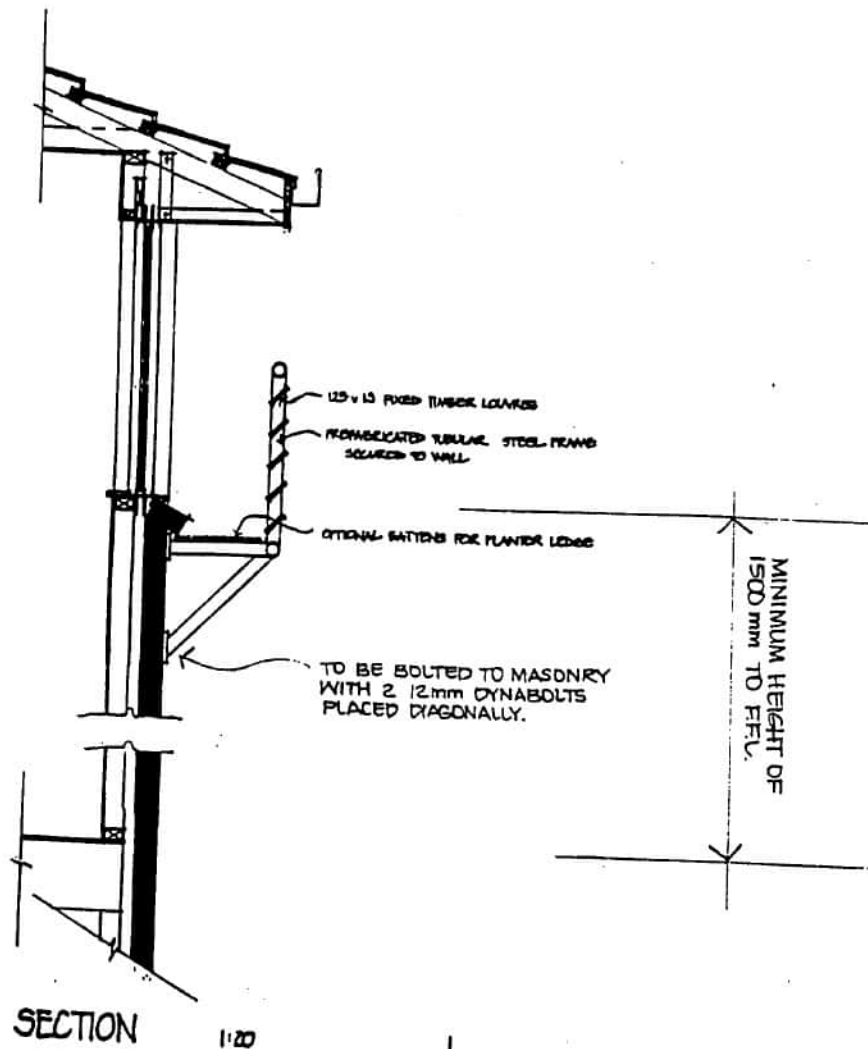 125 x 19 FIXED TIMBER LOUVRES
PREFABRICATED TUBULAR STEEL FRAME
SECURED TO WALL
OPTIONAL BATTENS FOR PLANTER LEDGE
TO BE BOLTED TO MASONRY
WITH 2 12mm DYNABOLTS
PLACED DIAGONALLY.
MINIMUM HEIGHT OF
1500 mm TO F.F.L.
SECTION 1:20